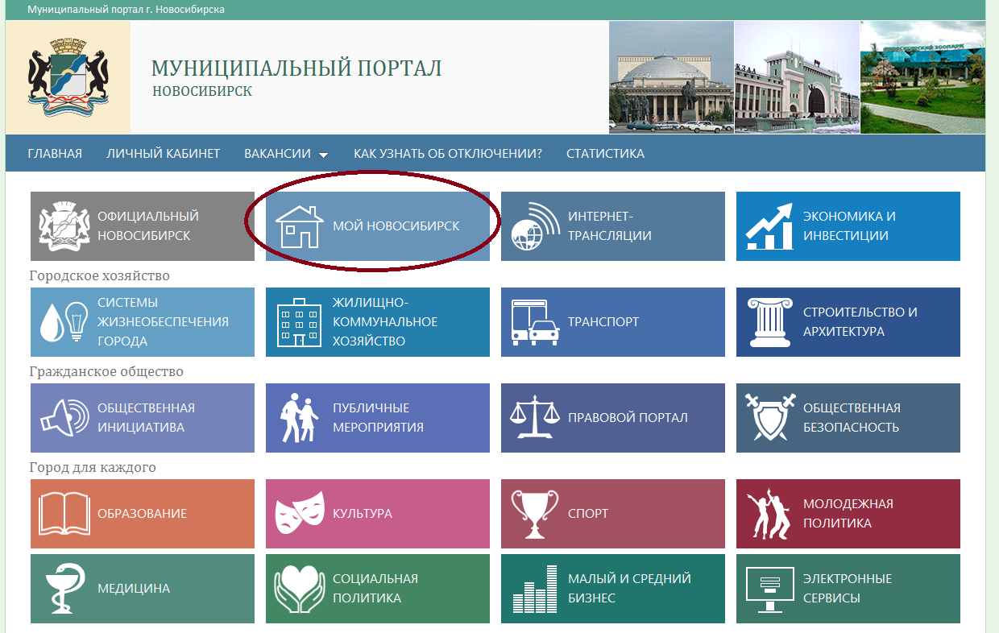 Муниципальный портал г. Новосибирска
МУНИЦИПАЛЬНЫЙ ПОРТАЛ
НОВОСИБИРСК
ГЛАВНАЯ ЛИЧНЫЙ КАБИНЕТ ВАКАНСИИ КАК УЗНАТЬ ОБ ОТКЛЮЧЕНИИ? СТАТИСТИКА
ОФИЦИАЛЬНЫЙ
НОВОСИБИРСК
МОЙ НОВОСИБИРСК
ИНТЕРНЕТ-
ТРАНСЛЯЦИИ
ЭКОНОМИКА И
ИНВЕСТИЦИИ
Городское хозяйство
СИСТЕМЫ
ЖИЗНЕОБЕСПЕЧЕНИЯ
ГОРОДА
ЖИЛИЩНО-
КОММУНАЛЬНОЕ
ХОЗЯЙСТВО
ТРАНСПОРТ
СТРОИТЕЛЬСТВО И
АРХИТЕКТУРА
Гражданское общество
ОБЩЕСТВЕННАЯ
ИНИЦИАТИВА
ПУБЛИЧНЫЕ
МЕРОПРИЯТИЯ
ПРАВОВОЙ ПОРТАЛ
ОБЩЕСТВЕННАЯ
БЕЗОПАСНОСТЬ
Город для каждого
ОБРАЗОВАНИЕ
КУЛЬТУРА
СПОРТ
МОЛОДЕЖНАЯ
ПОЛИТИКА
МЕДИЦИНА
СОЦИАЛЬНАЯ
ПОЛИТИКА
МАЛЫЙ И СРЕДНИЙ
БИЗНЕС
ЭЛЕКТРОННЫЕ
СЕРВИСЫ